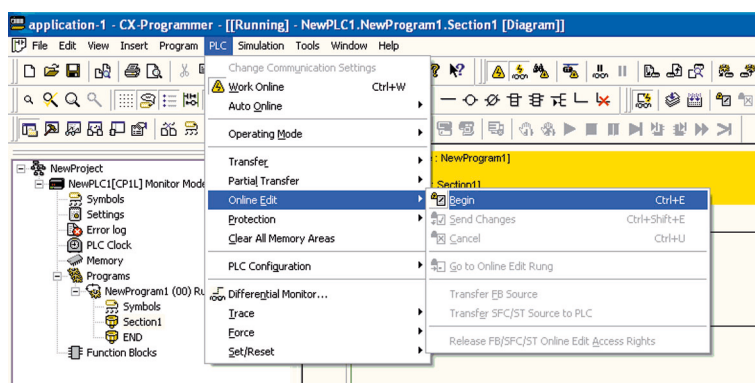 application-1 - CX-Programmer - [[Running] - NewPLC1.NewProgram1.Section1 [Diagram]]
File Edit View Insert Program PLC Simulation Tools Window Help
Change Communication Settings
Work Online Ctrl+W
Auto Online
Operating Mode
: NewProgram1]
NewProject
Transfer
NewPLC1[CP1L] Monitor Mode
Partial Transfer
: Section1]
Symbols
Online Edit
Begin Ctrl+E
Settings
Protection
Send Changes Ctrl+Shift+E
Error log
Clear All Memory Areas
Cancel Ctrl+U
PLC Clock
Memory
PLC Configuration
Go to Online Edit Rung
Programs
NewProgram1 (00) Ru
Differential Monitor...
Transfer FB Source
Symbols
Trace
Transfer SFC/ST Source to PLC
Section1
Force
END
Release FB/SFC/ST Online Edit Access Rights
Function Blocks
Set/Reset